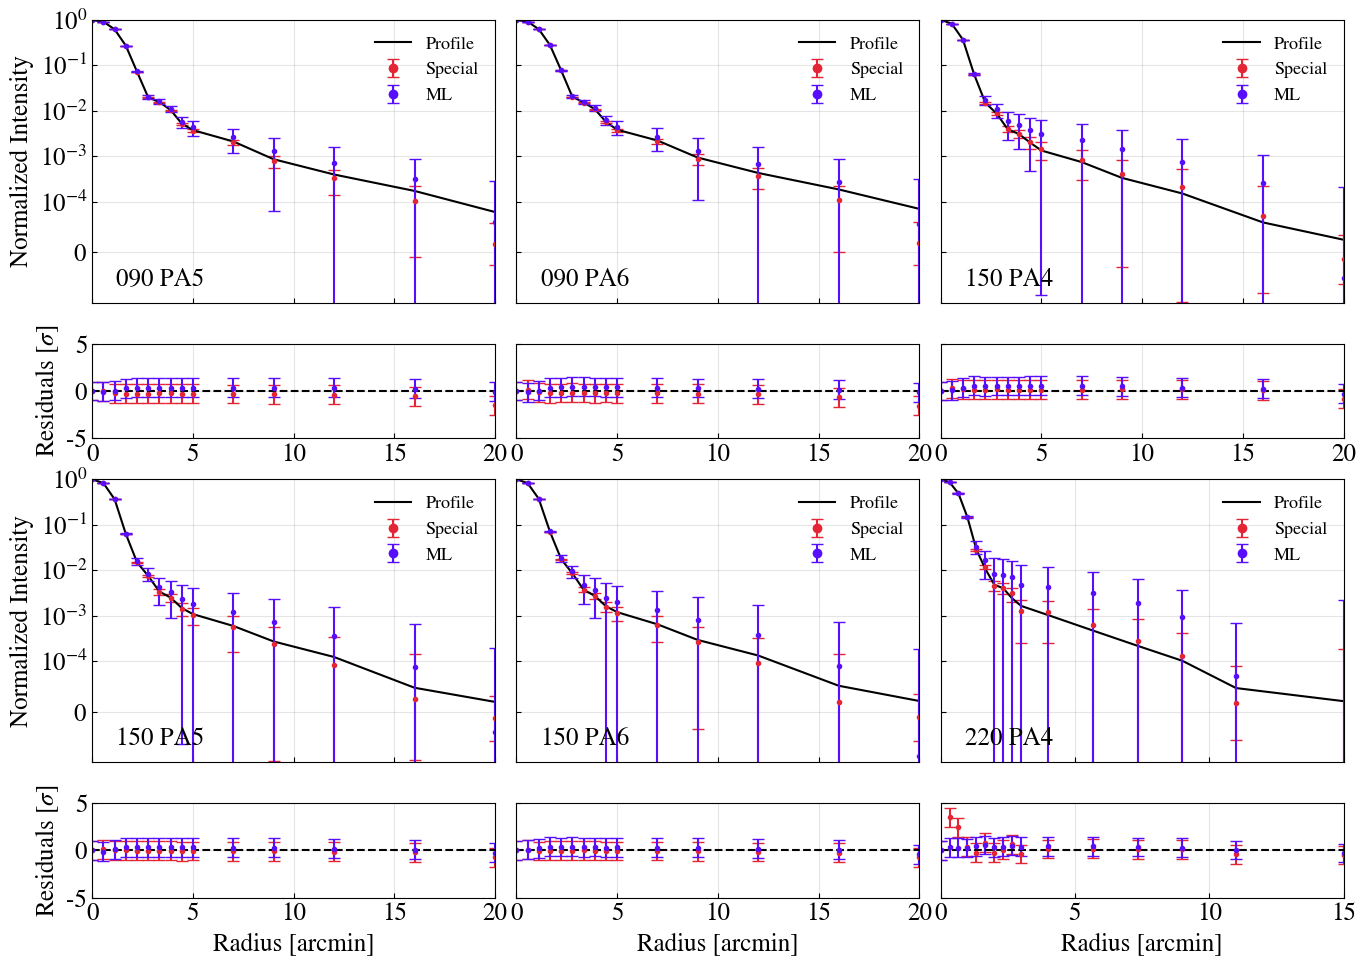 Normalized Intensity
10⁰
10⁻¹
10⁻²
10⁻³
10⁻⁴
0
Profile
Special
ML
090 PA5
Profile
Special
ML
090 PA6
Profile
Special
ML
150 PA4
Residuals [σ]
5
0
-5
0 5 10 15 20
0 5 10 15 20
0 5 10 15 20
Normalized Intensity
10⁰
10⁻¹
10⁻²
10⁻³
10⁻⁴
0
Profile
Special
ML
150 PA5
Profile
Special
ML
150 PA6
Profile
Special
ML
220 PA4
Residuals [σ]
5
0
-5
0 5 10 15 20
0 5 10 15 20
0 5 10 15
Radius [arcmin]
Radius [arcmin]
Radius [arcmin]